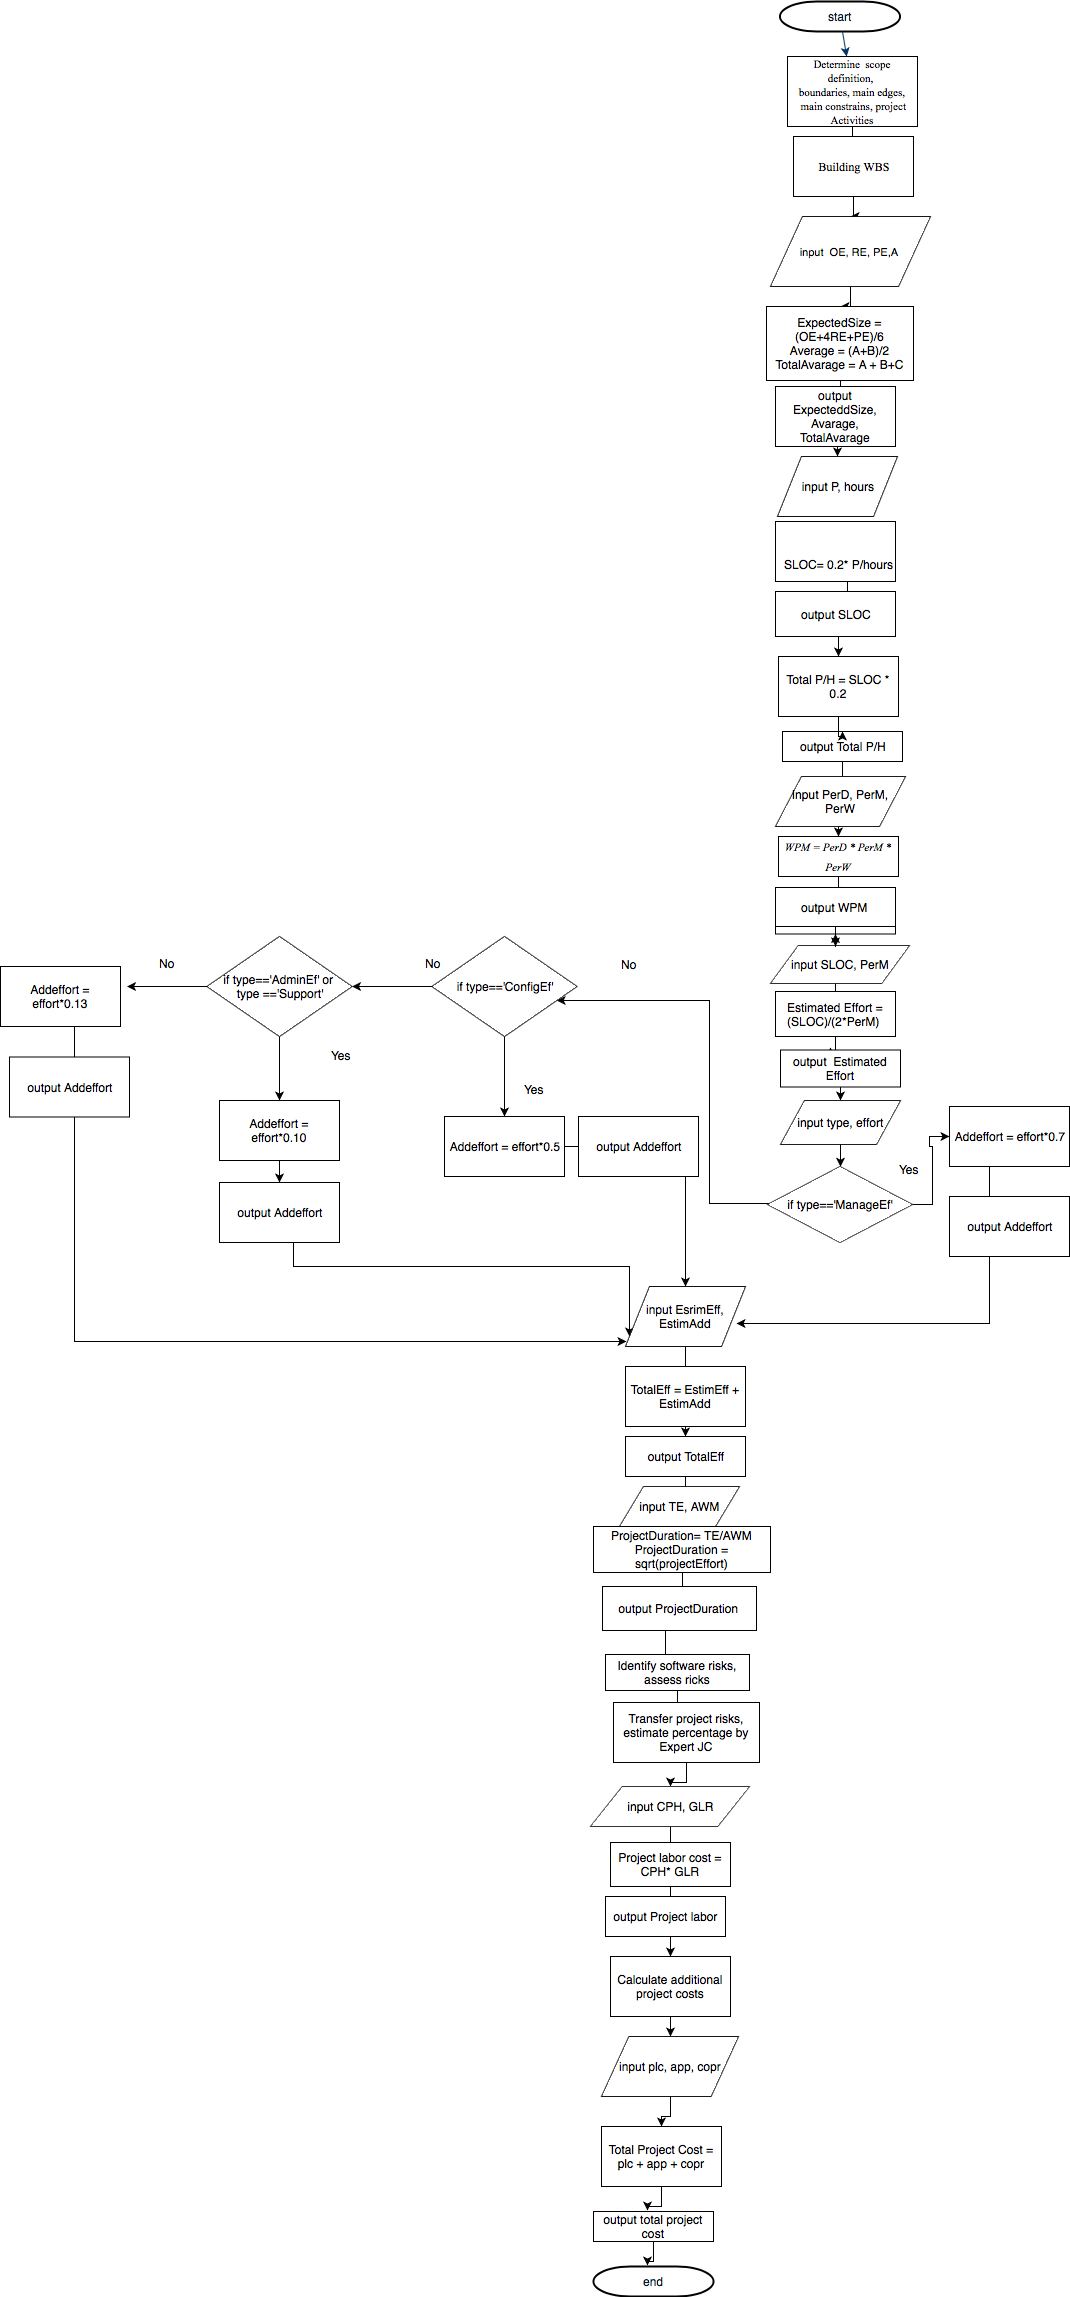 start
Determine scope
definition,
boundaries, main edges,
main constrains, project
Activities
Building WBS
input OE, RE, PE,A
ExpectedSize =
(OE+4RE+PE)/6
Average = (A+B)/2
TotalAvarage = A + B+C
output
ExpecteddSize,
Avarage,
TotalAvarage
input P, hours
SLOC= 0.2* P/hours
output SLOC
Total P/H = SLOC *
0.2
output Total P/H
input PerD, PerM,
PerW
WPM = PerD * PerM *
PerW
output WPM
input SLOC, PerM
Estimated Effort =
(SLOC)/(2*PerM)
output Estimated
Effort
input type, effort
if type=='ManageEf'
Yes
Addeffort = effort*0.7
output Addeffort
No
if type=='ConfigEf'
Yes
Addeffort = effort*0.5
output Addeffort
No
if type=='AdminEf' or
type =='Support'
Yes
Addeffort =
effort*0.10
output Addeffort
No
Addeffort =
effort*0.13
output Addeffort
input EsrimEff,
EstimAdd
TotalEff = EstimEff +
EstimAdd
output TotalEff
input TE, AWM
ProjectDuration= TE/AWM
ProjectDuration =
sqrt(projectEffort)
output ProjectDuration
Identify software risks,
assess ricks
Transfer project risks,
estimate percentage by
Expert JC
input CPH, GLR
Project labor cost =
CPH* GLR
output Project labor
Calculate additional
project costs
input plc, app, copr
Total Project Cost =
plc + app + copr
output total project
cost
end